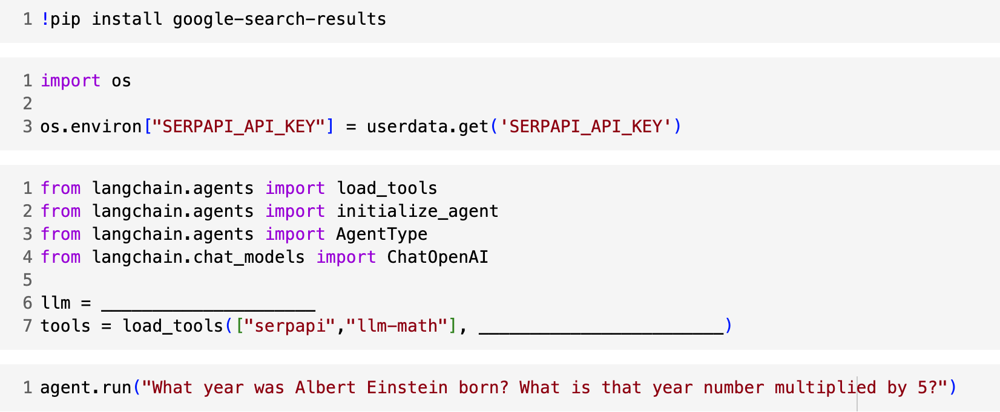 1 !pip install google-search-results
1 import os
2
3 os.environ["SERPAPI_API_KEY"] = userdata.get('SERPAPI_API_KEY')
1 from langchain.agents import load_tools
2 from langchain.agents import initialize_agent
3 from langchain.agents import AgentType
4 from langchain.chat_models import ChatOpenAI
5
6 llm = _____________________
7 tools = load_tools(["serpapi","llm-math"], ________________________)
1 agent.run("What year was Albert Einstein born? What is that year number multiplied by 5?")